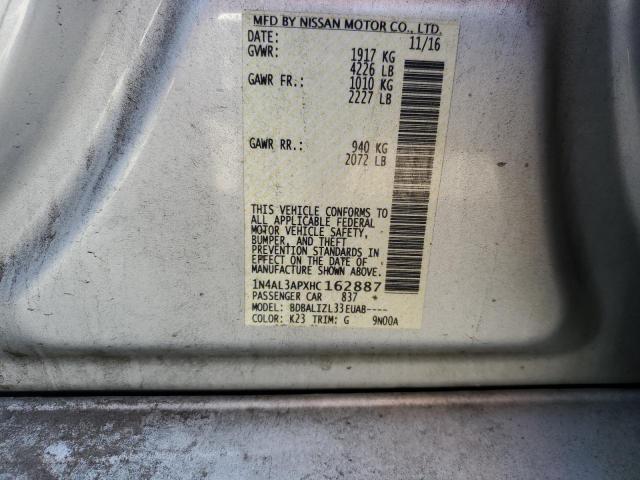 MFD BY NISSAN MOTOR CO., LTD.
DATE: 11/16
GVWR: 1917 KG
4226 LB
GAWR FR.: 1010 KG
2227 LB
GAWR RR.: 940 KG
2072 LB
THIS VEHICLE CONFORMS TO
ALL APPLICABLE FEDERAL
MOTOR VEHICLE SAFETY,
BUMPER, AND THEFT
PREVENTION STANDARDS IN
EFFECT ON THE DATE OF
MANUFACTURE SHOWN ABOVE.
1N4AL3APXHC162887
PASSENGER CAR 837
MODEL: BDBALIZL33EUAB----
COLOR: K23 TRIM: G 9N00A